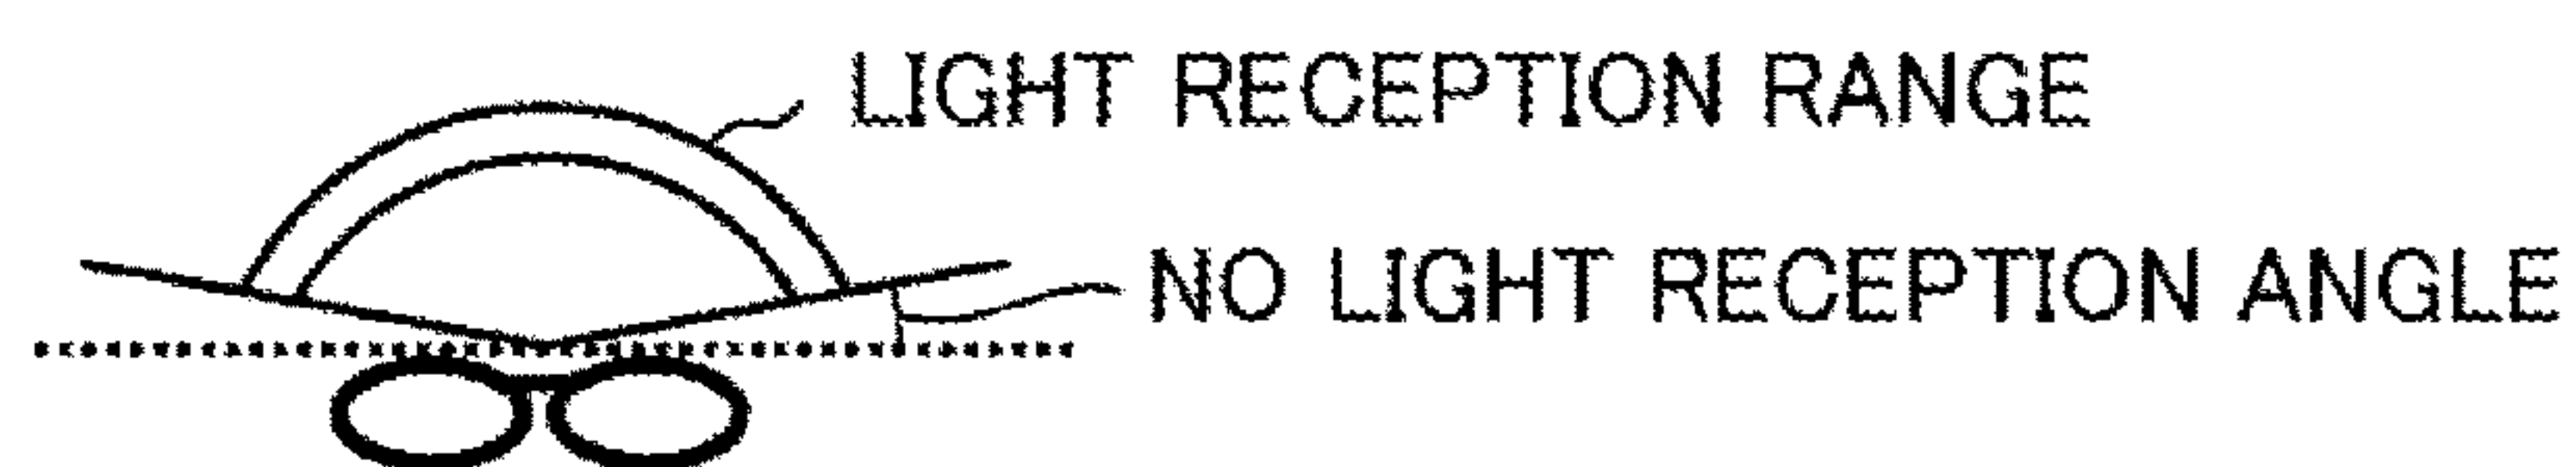 LIGHT RECEPTION RANGE
NO LIGHT RECEPTION ANGLE